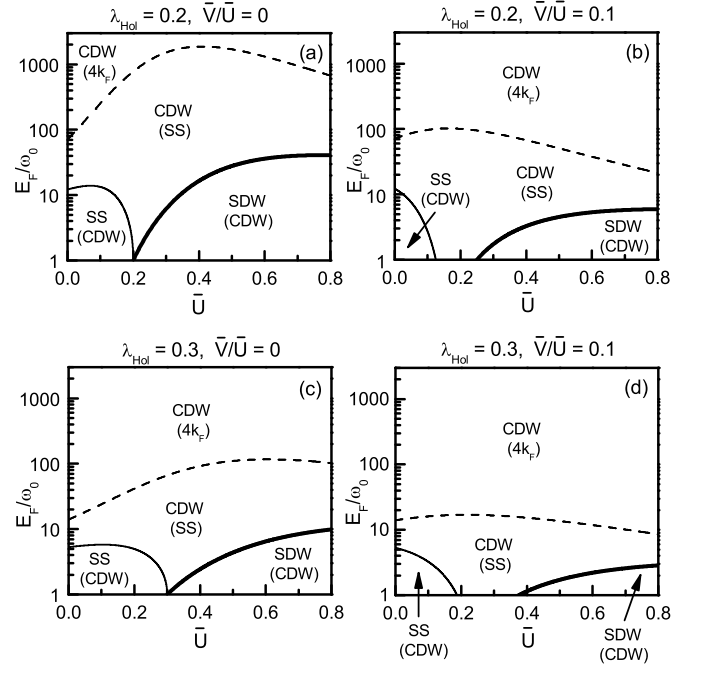 λHol = 0.2, V̄/Ū = 0
(a)
CDW
(4kF)
CDW
(SS)
SS
(CDW)
SDW
(CDW)
1000
100
10
1
EF/ω0
0.0 0.2 0.4 0.6 0.8
Ū
λHol = 0.2, V̄/Ū = 0.1
(b)
CDW
(4kF)
CDW
(SS)
SS
(CDW)
SDW
(CDW)
1000
100
10
1
EF/ω0
0.0 0.2 0.4 0.6 0.8
Ū
λHol = 0.3, V̄/Ū = 0
(c)
CDW
(4kF)
CDW
(SS)
SS
(CDW)
SDW
(CDW)
1000
100
10
1
EF/ω0
0.0 0.2 0.4 0.6 0.8
Ū
λHol = 0.3, V̄/Ū = 0.1
(d)
CDW
(4kF)
CDW
(SS)
1000
100
10
1
EF/ω0
0.0 0.2 0.4 0.6 0.8
SS
(CDW)
Ū
SDW
(CDW)